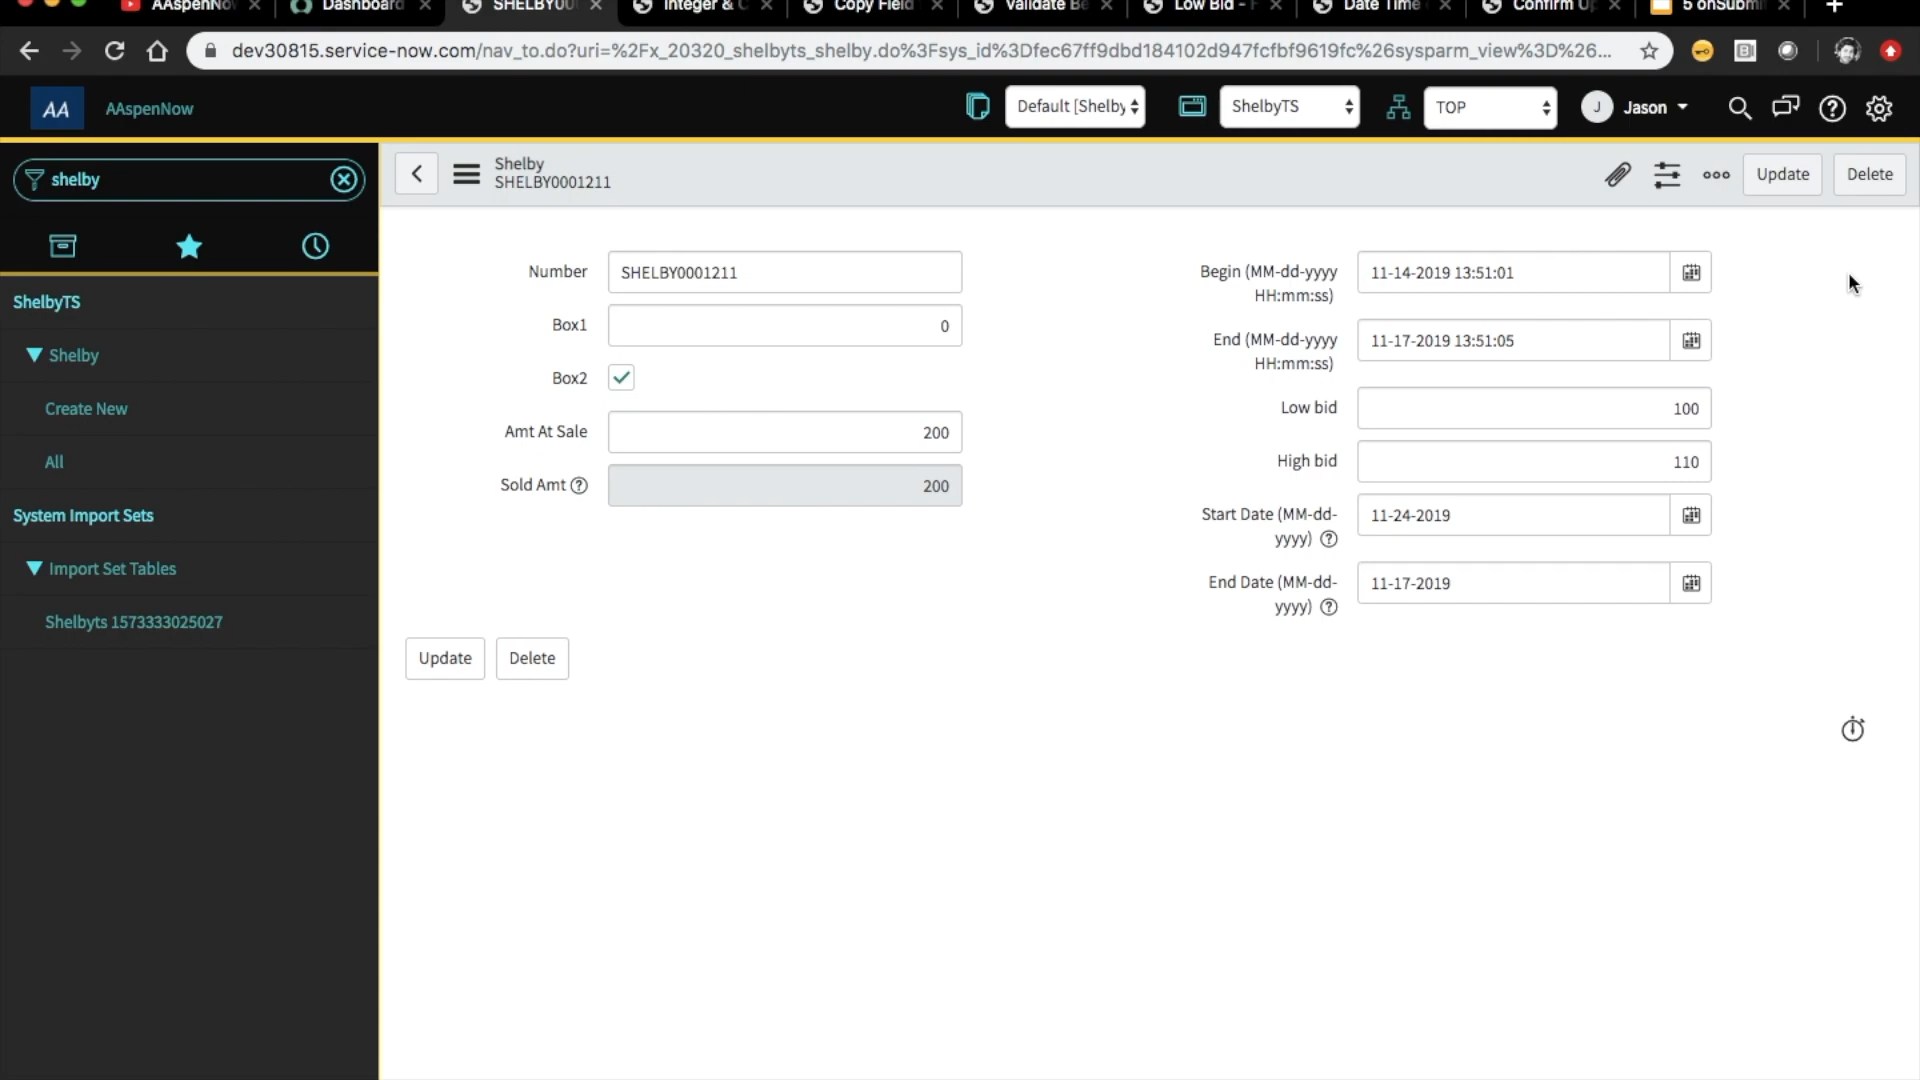 AAspenNo
Dashboard
SHELBY00
Integer & C
Copy Field
Validate Be
Low Bid -
Date Time
Confirm Up
5 onSubmi
dev30815.service-now.com/nav_to.do?uri=%2Fx_20320_shelbyts_shelby.do%3Fsys_id%3Dfec67ff9dbd184102d947fcfbf9619fc%26sysparm_view%3D%26...
AA
AAspenNow
Default [Shelby
ShelbyTS
TOP
J
Jason
shelby
ShelbyTS
Shelby
Create New
All
System Import Sets
Import Set Tables
Shelbyts 1573333025027
Shelby
SHELBY0001211
Update
Delete
Number
SHELBY0001211
Box1
0
Box2
Amt At Sale
200
Sold Amt
200
Begin (MM-dd-yyyy
HH:mm:ss)
11-14-2019 13:51:01
End (MM-dd-yyyy
HH:mm:ss)
11-17-2019 13:51:05
Low bid
100
High bid
110
Start Date (MM-dd-
yyyy)
11-24-2019
End Date (MM-dd-
yyyy)
11-17-2019
Update
Delete